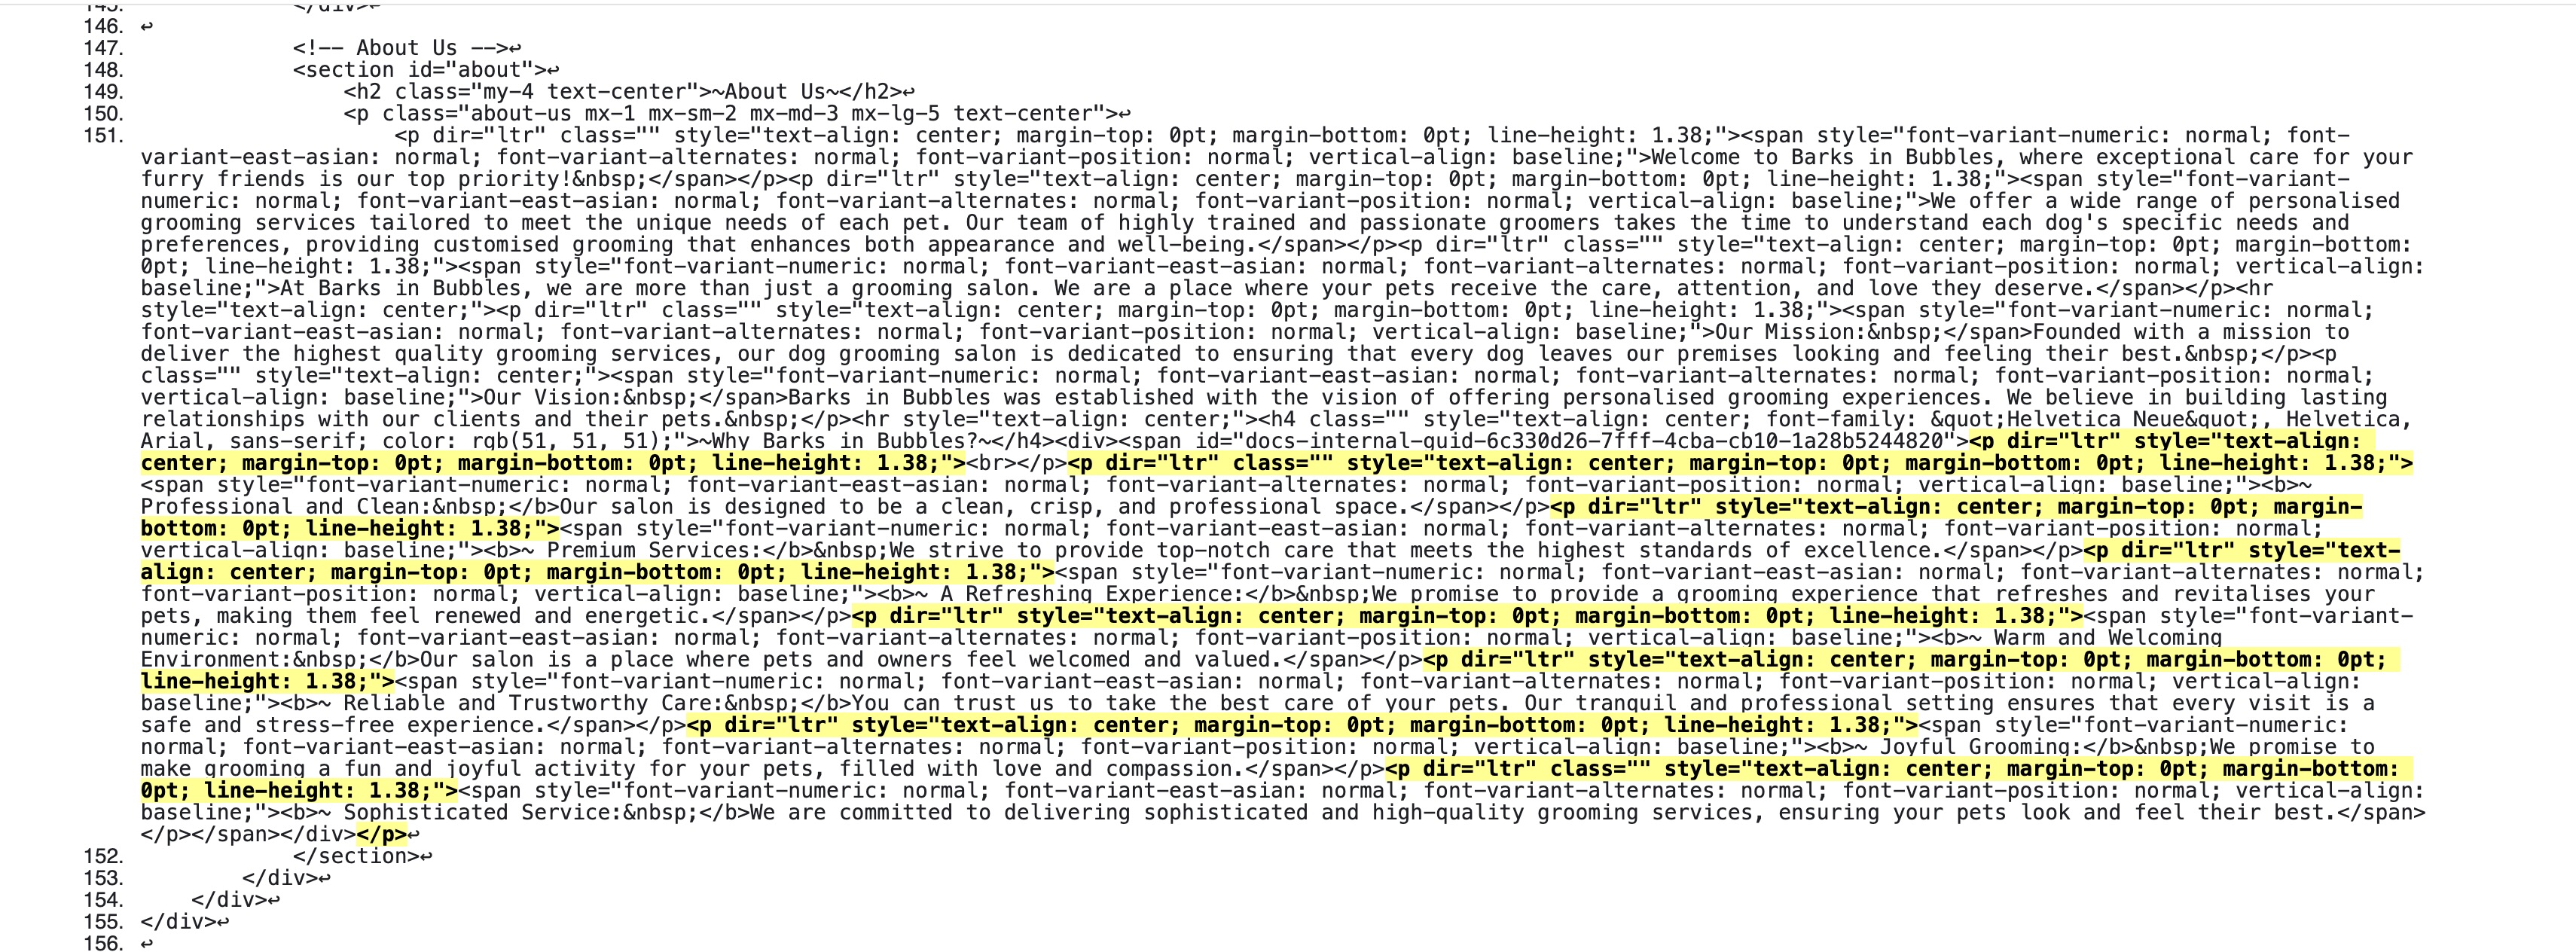 145. </div>↩
146. ↩
147. <!-- About Us -->↩
148. <section id="about">↩
149. <h2 class="my-4 text-center">~About Us~</h2>↩
150. <p class="about-us mx-1 mx-sm-2 mx-md-3 mx-lg-5 text-center">↩
151. <p dir="ltr" class="" style="text-align: center; margin-top: 0pt; margin-bottom: 0pt; line-height: 1.38;"><span style="font-variant-numeric: normal; font-
variant-east-asian: normal; font-variant-alternates: normal; font-variant-position: normal; vertical-align: baseline;">Welcome to Barks in Bubbles, where exceptional care for your
furry friends is our top priority!&nbsp;</span></p><p dir="ltr" style="text-align: center; margin-top: 0pt; margin-bottom: 0pt; line-height: 1.38;"><span style="font-variant-
numeric: normal; font-variant-east-asian: normal; font-variant-alternates: normal; font-variant-position: normal; vertical-align: baseline;">We offer a wide range of personalised
grooming services tailored to meet the unique needs of each pet. Our team of highly trained and passionate groomers takes the time to understand each dog's specific needs and
preferences, providing customised grooming that enhances both appearance and well-being.</span></p><p dir="ltr" class="" style="text-align: center; margin-top: 0pt; margin-bottom:
0pt; line-height: 1.38;"><span style="font-variant-numeric: normal; font-variant-east-asian: normal; font-variant-alternates: normal; font-variant-position: normal; vertical-align:
baseline;">At Barks in Bubbles, we are more than just a grooming salon. We are a place where your pets receive the care, attention, and love they deserve.</span></p><hr
style="text-align: center;"><p dir="ltr" class="" style="text-align: center; margin-top: 0pt; margin-bottom: 0pt; line-height: 1.38;"><span style="font-variant-numeric: normal;
font-variant-east-asian: normal; font-variant-alternates: normal; font-variant-position: normal; vertical-align: baseline;">Our Mission:&nbsp;</span>Founded with a mission to
deliver the highest quality grooming services, our dog grooming salon is dedicated to ensuring that every dog leaves our premises looking and feeling their best.&nbsp;</p><p
class="" style="text-align: center;"><span style="font-variant-numeric: normal; font-variant-east-asian: normal; font-variant-alternates: normal; font-variant-position: normal;
vertical-align: baseline;">Our Vision:&nbsp;</span>Barks in Bubbles was established with the vision of offering personalised grooming experiences. We believe in building lasting
relationships with our clients and their pets.&nbsp;</p><hr style="text-align: center;"><h4 class="" style="text-align: center; font-family: &quot;Helvetica Neue&quot;, Helvetica,
Arial, sans-serif; color: rgb(51, 51, 51);">~Why Barks in Bubbles?~</h4><div><span id="docs-internal-guid-6c330d26-7fff-4cba-cb10-1a28b5244820"><p dir="ltr" style="text-align:
center; margin-top: 0pt; margin-bottom: 0pt; line-height: 1.38;"><br></p><p dir="ltr" class="" style="text-align: center; margin-top: 0pt; margin-bottom: 0pt; line-height: 1.38;">
<span style="font-variant-numeric: normal; font-variant-east-asian: normal; font-variant-alternates: normal; font-variant-position: normal; vertical-align: baseline;"><b>~
Professional and Clean:&nbsp;</b>Our salon is designed to be a clean, crisp, and professional space.</span></p><p dir="ltr" style="text-align: center; margin-top: 0pt; margin-
bottom: 0pt; line-height: 1.38;"><span style="font-variant-numeric: normal; font-variant-east-asian: normal; font-variant-alternates: normal; font-variant-position: normal;
vertical-align: baseline;"><b>~ Premium Services:</b>&nbsp;We strive to provide top-notch care that meets the highest standards of excellence.</span></p><p dir="ltr" style="text-
align: center; margin-top: 0pt; margin-bottom: 0pt; line-height: 1.38;"><span style="font-variant-numeric: normal; font-variant-east-asian: normal; font-variant-alternates: normal;
font-variant-position: normal; vertical-align: baseline;"><b>~ A Refreshing Experience:</b>&nbsp;We promise to provide a grooming experience that refreshes and revitalises your
pets, making them feel renewed and energetic.</span></p><p dir="ltr" style="text-align: center; margin-top: 0pt; margin-bottom: 0pt; line-height: 1.38;"><span style="font-variant-
numeric: normal; font-variant-east-asian: normal; font-variant-alternates: normal; font-variant-position: normal; vertical-align: baseline;"><b>~ Warm and Welcoming
Environment:&nbsp;</b>Our salon is a place where pets and owners feel welcomed and valued.</span></p><p dir="ltr" style="text-align: center; margin-top: 0pt; margin-bottom: 0pt;
line-height: 1.38;"><span style="font-variant-numeric: normal; font-variant-east-asian: normal; font-variant-alternates: normal; font-variant-position: normal; vertical-align:
baseline;"><b>~ Reliable and Trustworthy Care:&nbsp;</b>You can trust us to take the best care of your pets. Our tranquil and professional setting ensures that every visit is a
safe and stress-free experience.</span></p><p dir="ltr" style="text-align: center; margin-top: 0pt; margin-bottom: 0pt; line-height: 1.38;"><span style="font-variant-numeric:
normal; font-variant-east-asian: normal; font-variant-alternates: normal; font-variant-position: normal; vertical-align: baseline;"><b>~ Joyful Grooming:</b>&nbsp;We promise to
make grooming a fun and joyful activity for your pets, filled with love and compassion.</span></p><p dir="ltr" class="" style="text-align: center; margin-top: 0pt; margin-bottom:
0pt; line-height: 1.38;"><span style="font-variant-numeric: normal; font-variant-east-asian: normal; font-variant-alternates: normal; font-variant-position: normal; vertical-align:
baseline;"><b>~ Sophisticated Service:&nbsp;</b>We are committed to delivering sophisticated and high-quality grooming services, ensuring your pets look and feel their best.</span>
</p></span></div></p>↩
152. </section>↩
153. </div>↩
154. </div>↩
155. </div>↩
156. ↩